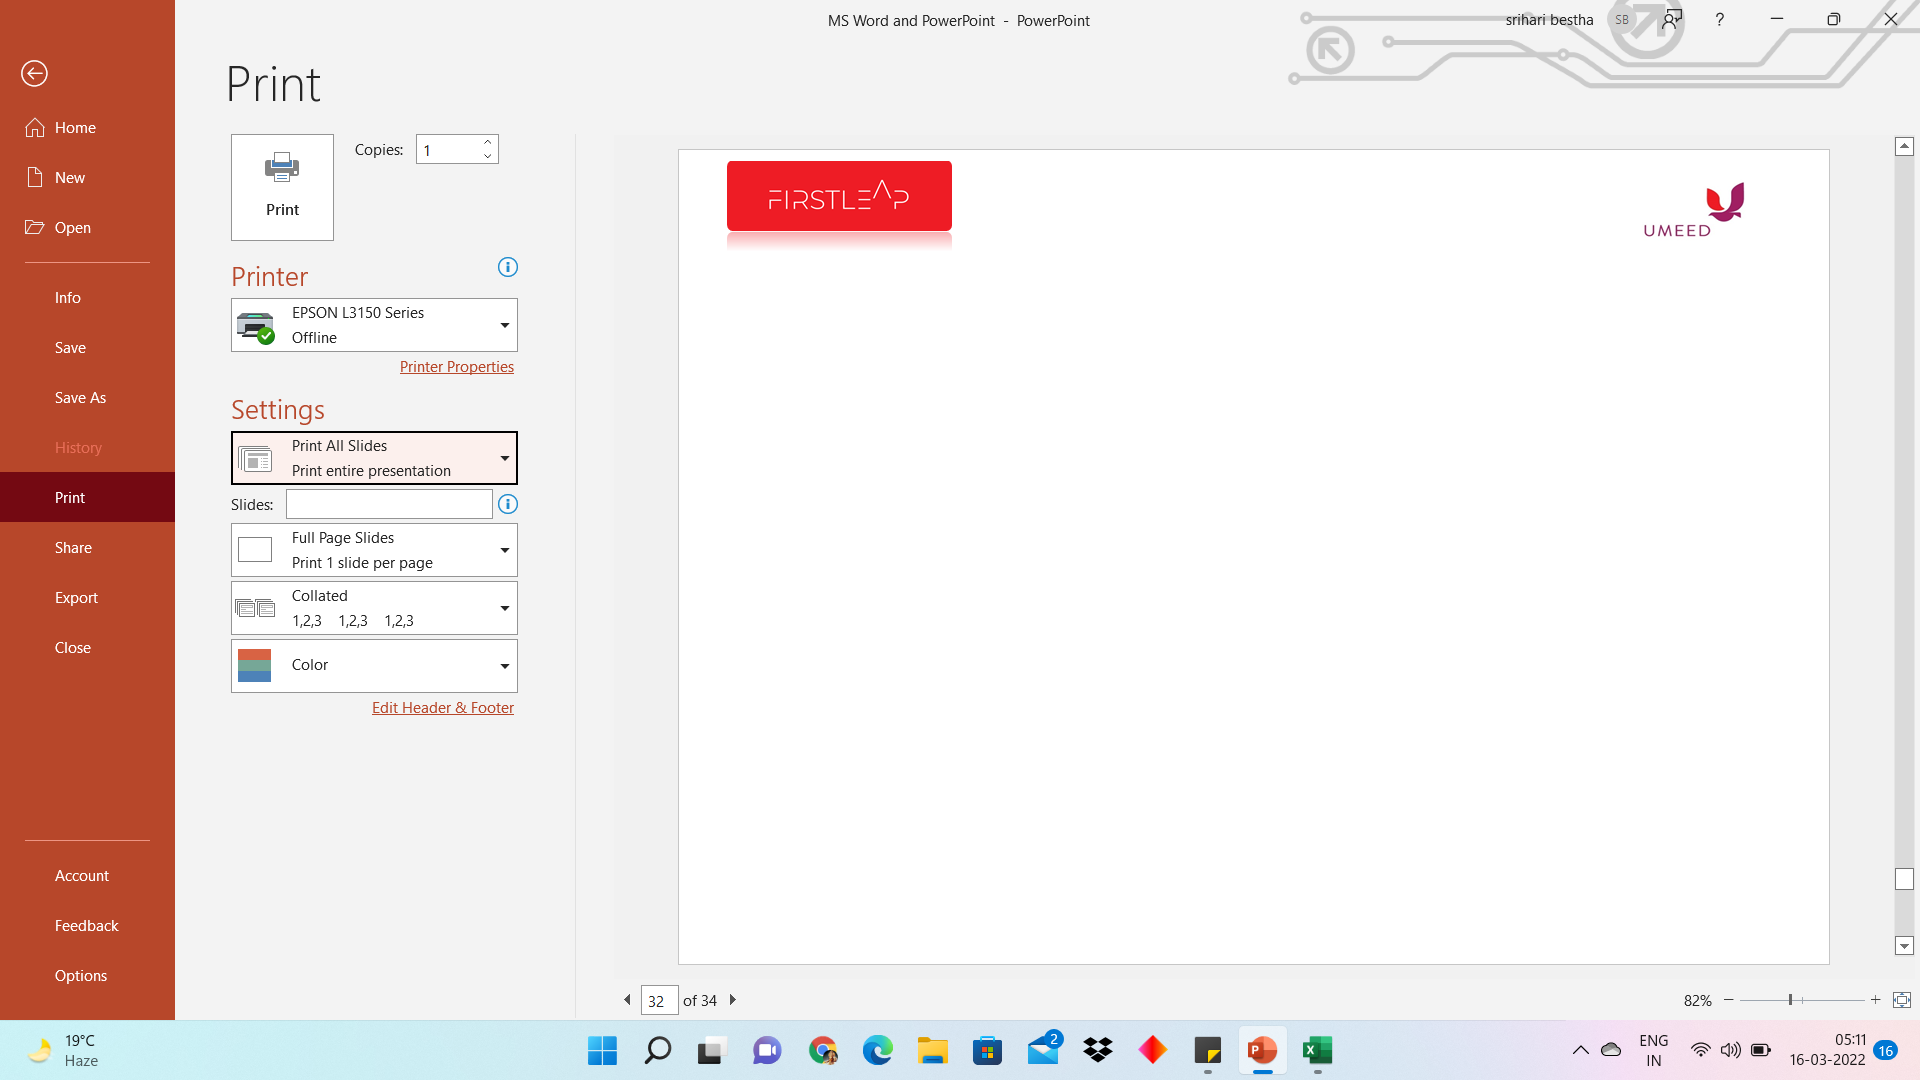 MS Word and PowerPoint - PowerPoint
srihari bestha SB ?
Print
Home
New
Open
Info
Save
Save As
History
Print
Share
Export
Close
Account
Feedback
Options
Print
Copies: 1
Printer
EPSON L3150 Series
Offline
Printer Properties
Settings
Print All Slides
Print entire presentation
Slides:
Full Page Slides
Print 1 slide per page
Collated
1,2,3 1,2,3 1,2,3
Color
Edit Header & Footer
FIRSTLEAP
UMEED
32 of 34
82%
19°C
Haze
2
ENG
IN
05:11
16-03-2022
16